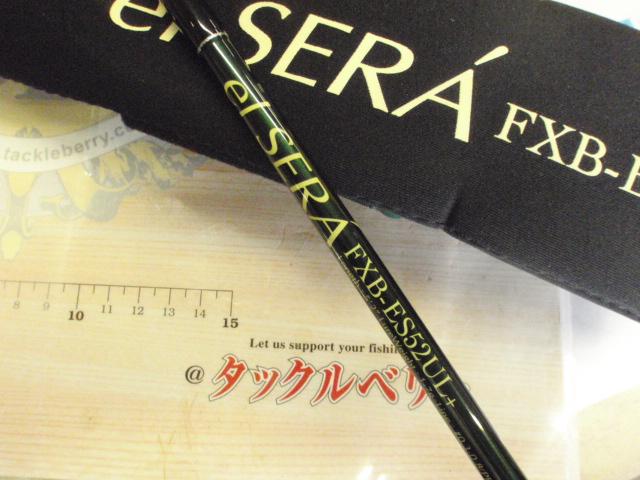 el SERÁ FXB-E
el SERÁ FXB-ES52UL+
tackleberry.c
8 9 10 11 12 13 14 15
Let us support your fishin
@タックルベリ